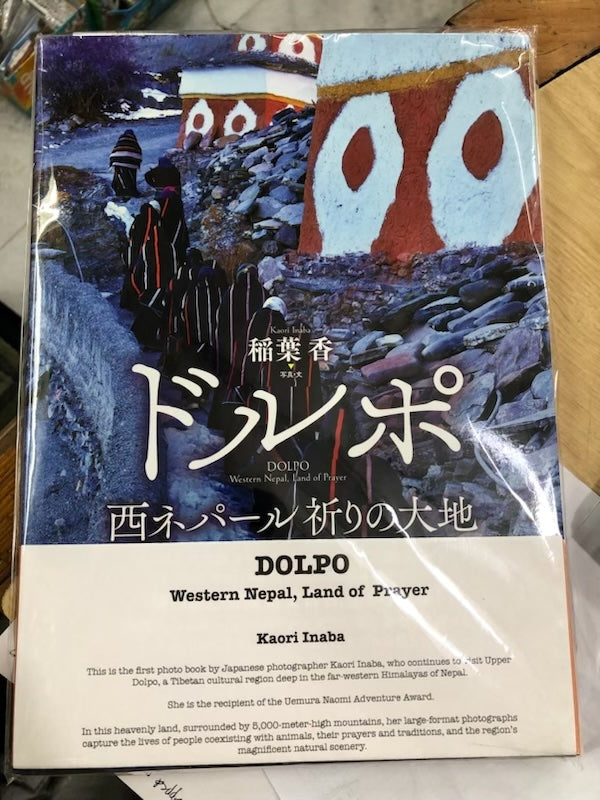 Kaori Inaba
稲葉 香
写真・文
ドルポ
DOLPO
Western Nepal, Land of Prayer
西ネパール 祈りの大地
DOLPO
Western Nepal, Land of Prayer
Kaori Inaba
This is the first photo book by Japanese photographer Kaori Inaba, who continues to visit Upper
Dolpo, a Tibetan cultural region deep in the far-western Himalayas of Nepal.
She is the recipient of the Uemura Naomi Adventure Award.
In this heavenly land, surrounded by 5,000-meter-high mountains, her large-format photographs
capture the lives of people coexisting with animals, their prayers and traditions, and the region's
magnificent natural scenery.